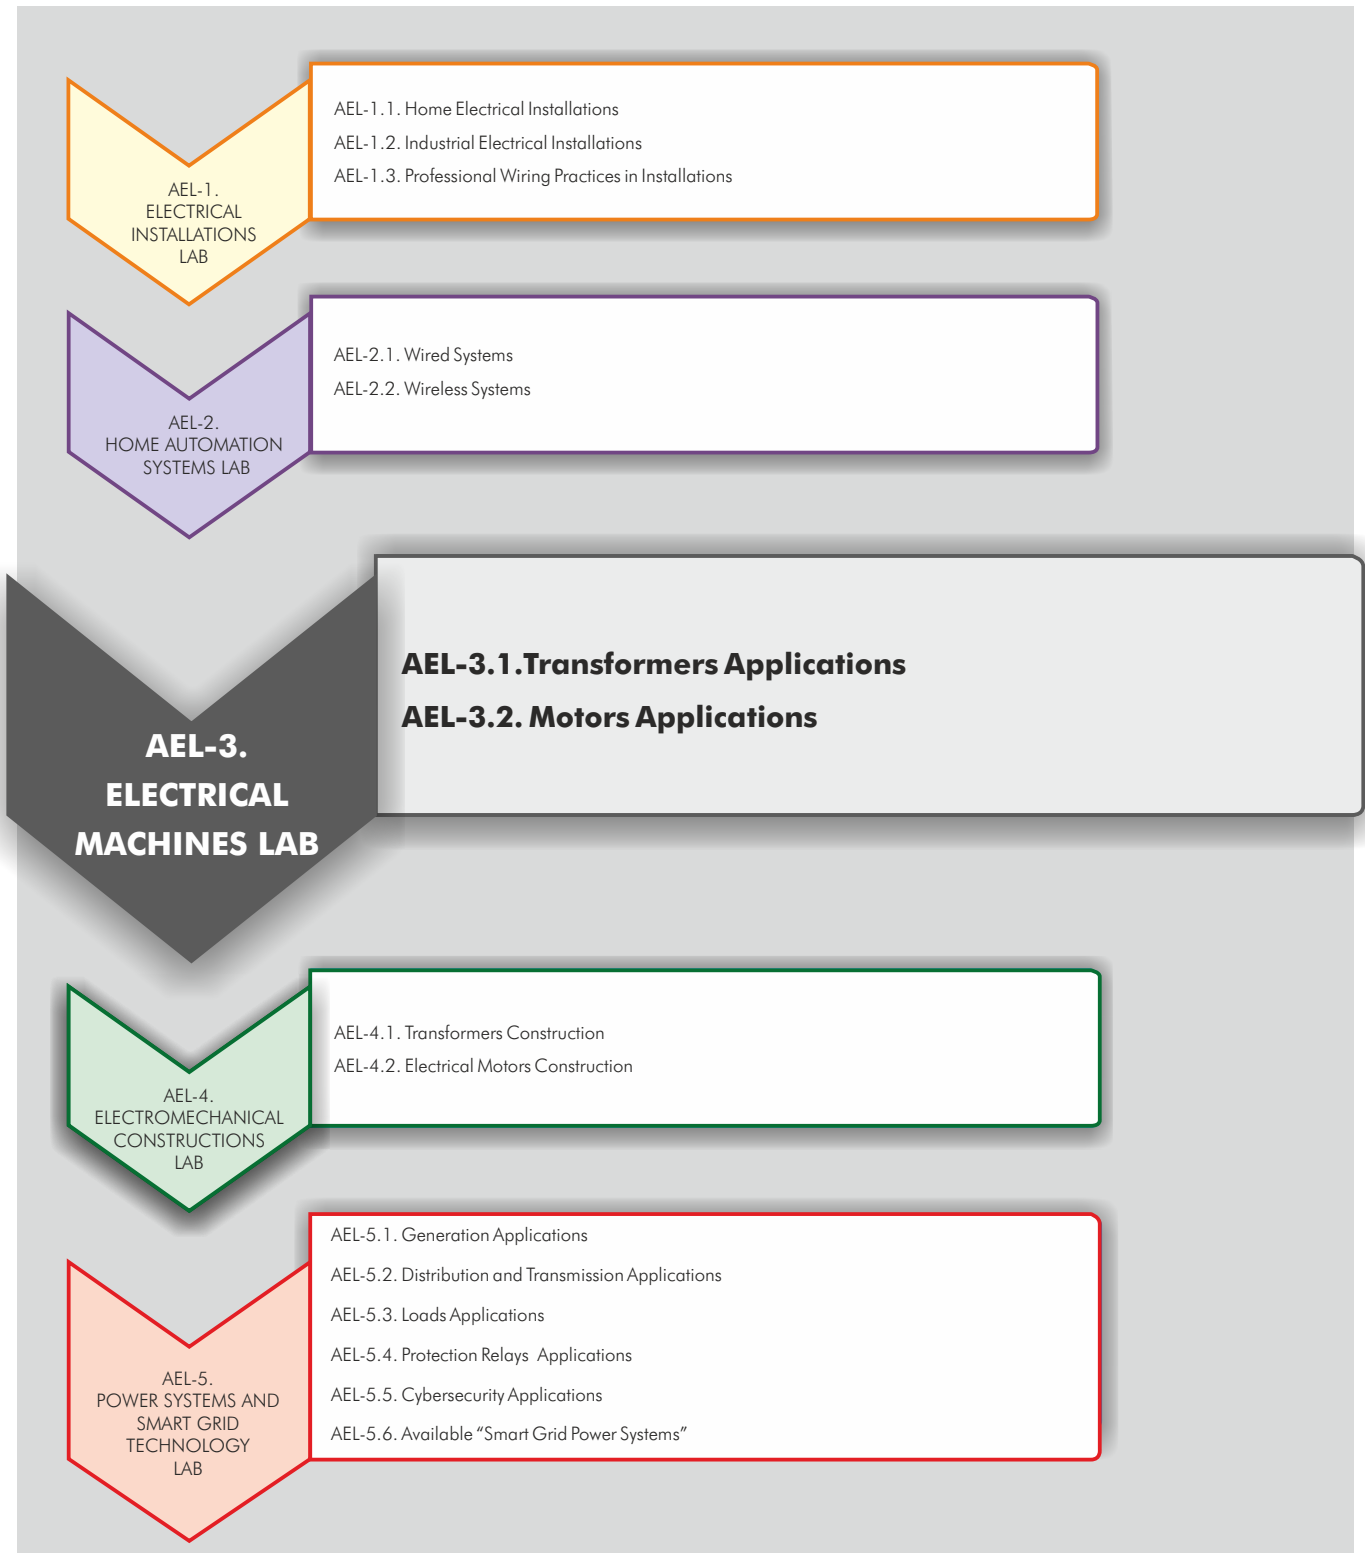 AEL-1.
ELECTRICAL
INSTALLATIONS
LAB
AEL-1.1. Home Electrical Installations
AEL-1.2. Industrial Electrical Installations
AEL-1.3. Professional Wiring Practices in Installations
AEL-2.
HOME AUTOMATION
SYSTEMS LAB
AEL-2.1. Wired Systems
AEL-2.2. Wireless Systems
AEL-3.
ELECTRICAL
MACHINES LAB
AEL-3.1.Transformers Applications
AEL-3.2. Motors Applications
AEL-4.
ELECTROMECHANICAL
CONSTRUCTIONS
LAB
AEL-4.1. Transformers Construction
AEL-4.2. Electrical Motors Construction
AEL-5.
POWER SYSTEMS AND
SMART GRID
TECHNOLOGY
LAB
AEL-5.1. Generation Applications
AEL-5.2. Distribution and Transmission Applications
AEL-5.3. Loads Applications
AEL-5.4. Protection Relays  Applications
AEL-5.5. Cybersecurity Applications
AEL-5.6. Available “Smart Grid Power Systems”